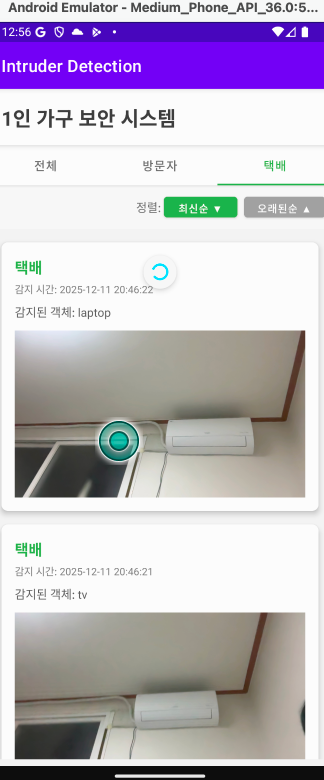 Android Emulator - Medium_Phone_API_36.0:5...
12:56
Intruder Detection
1인 가구 보안 시스템
전체 방문자 택배
정렬: 최신순 ▼ 오래된순 ▲
택배
감지 시간: 2025-12-11 20:46:22
감지된 객체: laptop
택배
감지 시간: 2025-12-11 20:46:21
감지된 객체: tv